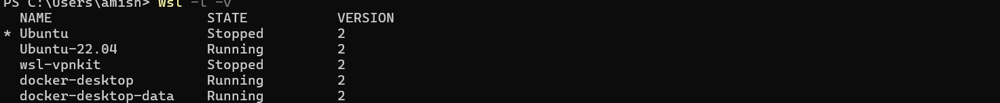 PS C:\Users\amish> wsl -l -v
NAME STATE VERSION
* Ubuntu Stopped 2
Ubuntu-22.04 Running 2
wsl-vpnkit Stopped 2
docker-desktop Running 2
docker-desktop-data Running 2